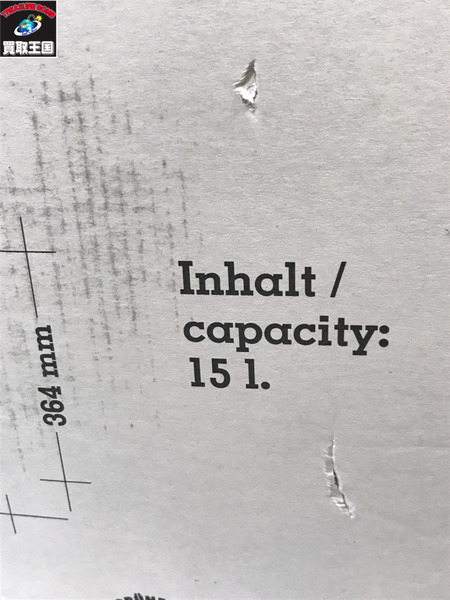 買取王国
Inhalt /
capacity:
15 l.
364 mm